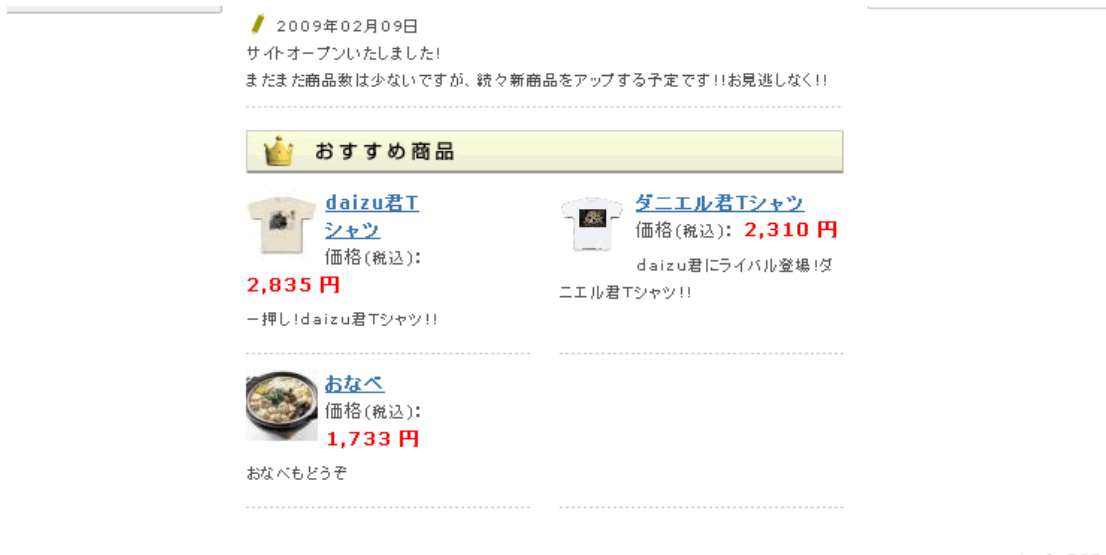 2009年02月09日
サイトオープンいたしました!
まだまだ商品数は少ないですが、続々新商品をアップする予定です!!お見逃しなく!!
おすすめ商品
daizu君T
シャツ
価格(税込):
2,835 円
一押し!daizu君Tシャツ!!
ダニエル君Tシャツ
価格(税込): 2,310 円
daizu君にライバル登場!ダ
ニエル君Tシャツ!!
おなべ
価格(税込):
1,733 円
おなべもどうぞ